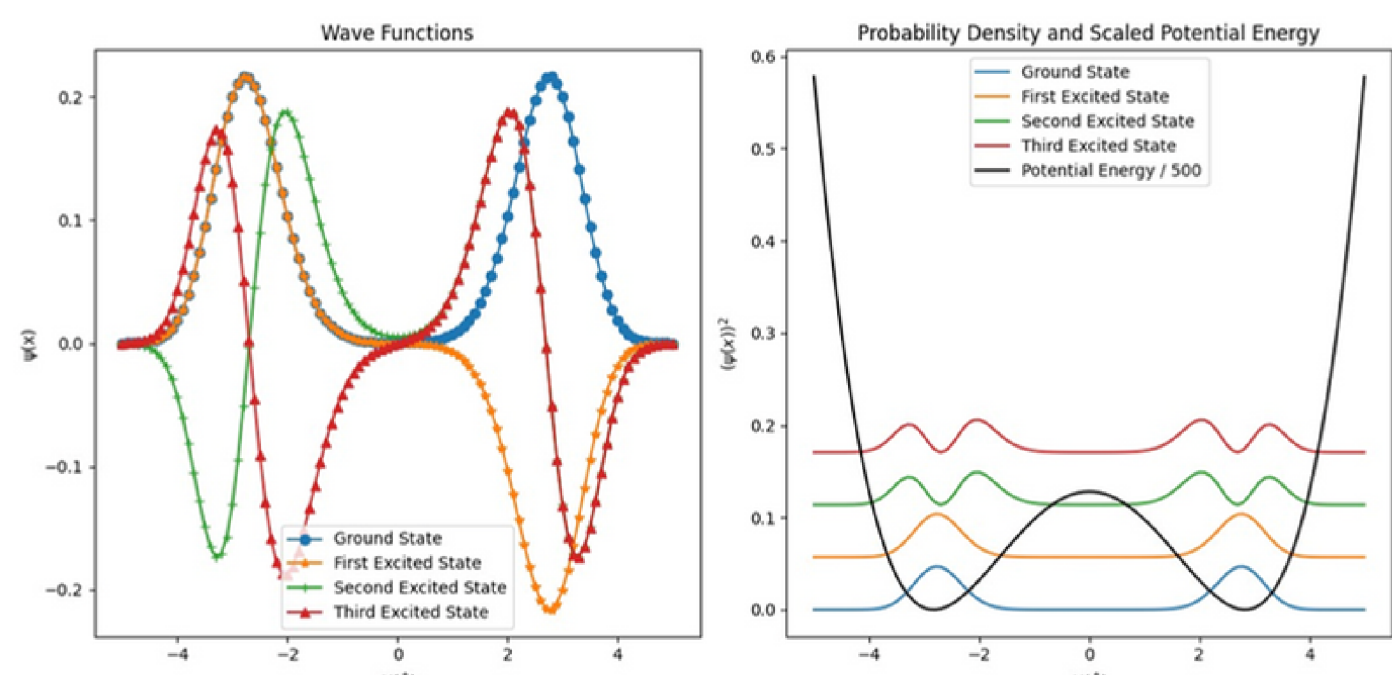 Wave Functions
0.2
0.1
0.0
−0.1
−0.2
ψ(x)
−4
−2
0
2
4
Ground State
First Excited State
Second Excited State
Third Excited State
Probability Density and Scaled Potential Energy
0.6
0.5
0.4
0.3
0.2
0.1
0.0
(ψ(x))²
−4
−2
0
2
4
Ground State
First Excited State
Second Excited State
Third Excited State
Potential Energy / 500